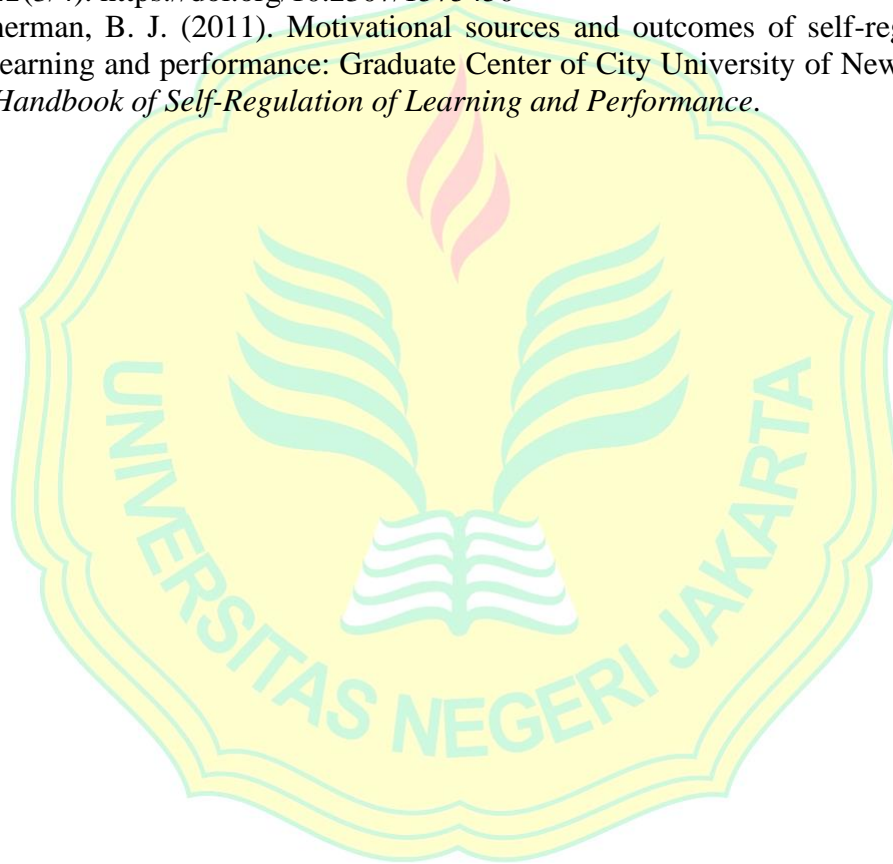 herman, B. J. (2011). Motivational sources and outcomes of self-reg
earning and performance: Graduate Center of City University of New
Handbook of Self-Regulation of Learning and Performance.
UNIVERSITAS NEGERI JAKARTA